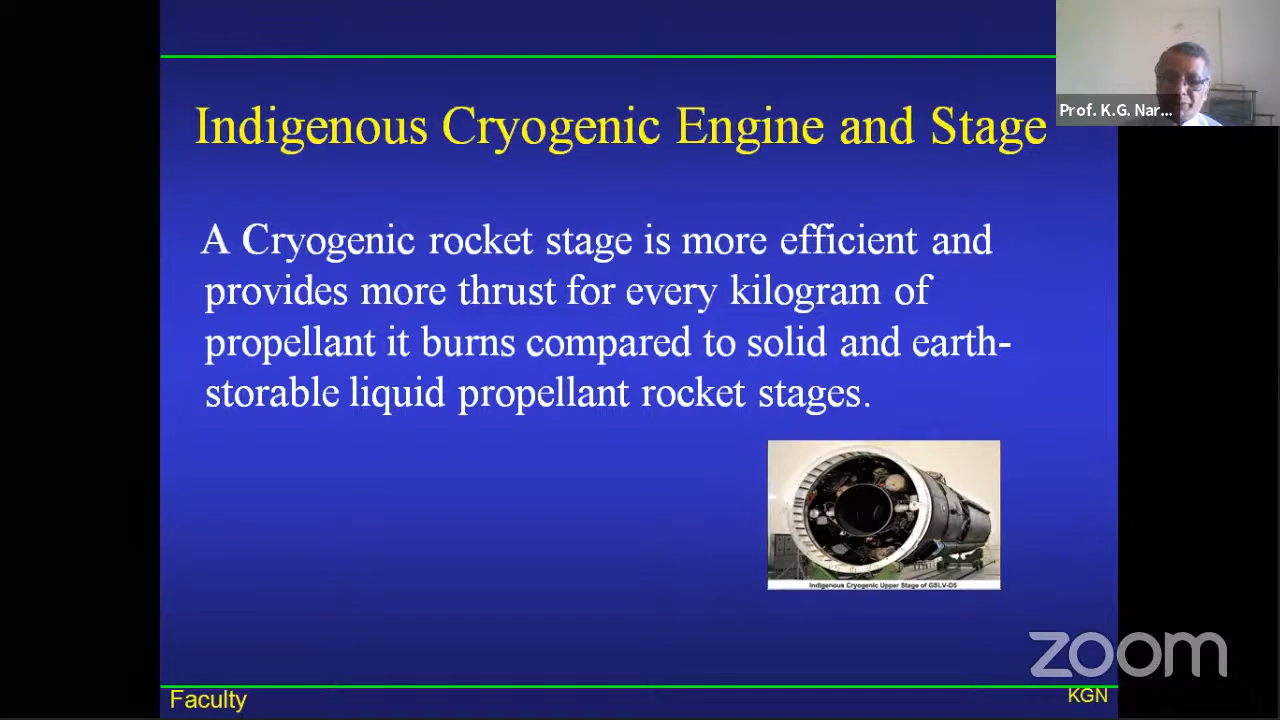 Indigenous Cryogenic Engine and Stage
Prof. K.G. Nar...
A Cryogenic rocket stage is more efficient and
provides more thrust for every kilogram of
propellant it burns compared to solid and earth-
storable liquid propellant rocket stages.
Indigenous Cryogenic Upper Stage of GSLV-D5
zoom
Faculty
KGN